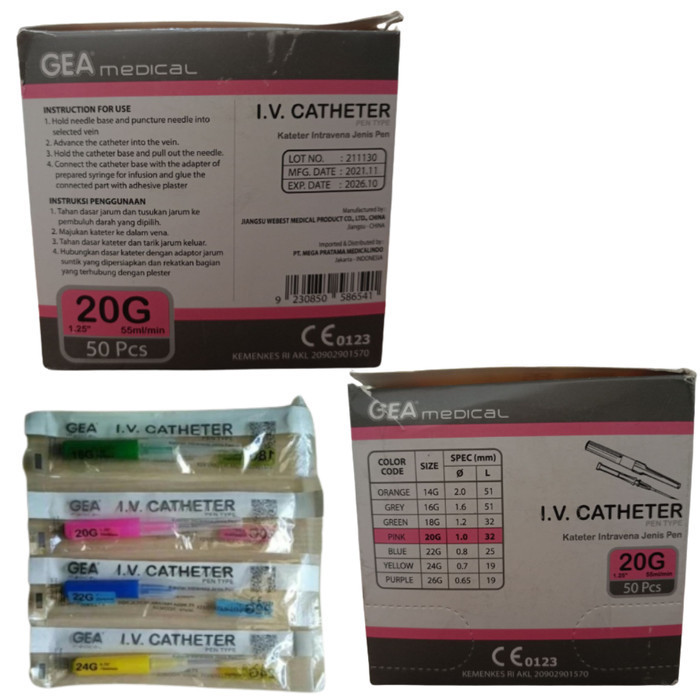 GEA medical
INSTRUCTION FOR USE
1. Hold needle base and puncture needle into
selected vein
2. Advance the catheter into the vein.
3. Hold the catheter base and pull out the needle.
4. Connect the catheter base with the adapter of
prepared syringe for infusion and glue the
connected part with adhesive plaster
INSTRUKSI PENGGUNAAN
1. Tahan dasar jarum dan tusukan jarum ke
pembuluh darah yang dipilih.
2. Majukan kateter ke dalam vena.
3. Tahan dasar kateter dan tarik jarum keluar.
4. Hubungkan dasar kateter dengan adaptor jarum
suntik yang dipersiapkan dan rekatkan bagian
yang terhubung dengan plester
20G
1.25" 55ml/min
50 Pcs
I.V. CATHETER
PEN TYPE
Kateter Intravena Jenis Pen
LOT NO. : 211130
MFG. DATE : 2021.11
EXP. DATE : 2026.10
Manufactured by :
JIANGSU WEBEST MEDICAL PRODUCT CO., LTD., CHINA
Jiangsu - CHINA
Imported & Distributed by :
PT. MEGA PRATAMA MEDICALINDO
Jakarta - INDONESIA
9 230850 586541
CE 0123
KEMENKES RI AKL 20902901570
I.V. CATHETER
PEN TYPE
18G
GEA I.V. CATHETER
PEN TYPE
20G
GEA I.V. CATHETER
PEN TYPE
22G
GEA I.V. CATHETER
PEN TYPE
24G
GEA medical
COLOR CODE SIZE SPEC (mm)
Ø L
ORANGE 14G 2.0 51
GREY 16G 1.6 51
GREEN 18G 1.2 32
PINK 20G 1.0 32
BLUE 22G 0.8 25
YELLOW 24G 0.7 19
PURPLE 26G 0.65 19
I.V. CATHETER
PEN TYPE
Kateter Intravena Jenis Pen
20G
1.25" 55ml/min
50 Pcs
CE 0123
KEMENKES RI AKL 20902901570